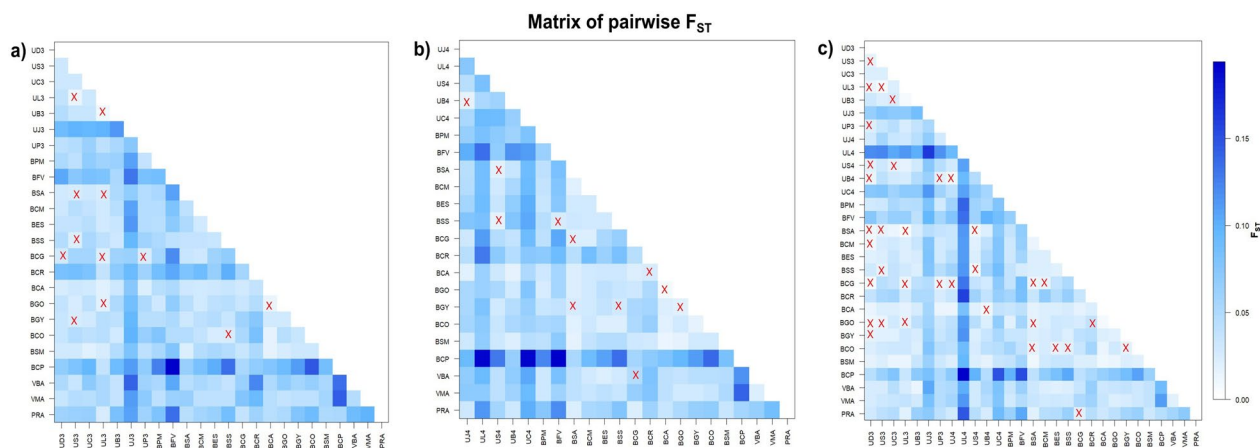 Matrix of pairwise FST
a)
UD3
US3
UC3
UL3
UB3
UJ3
UP3
BPM
BFV
BSA
BCM
BES
BSS
BCG
BCR
BCA
BGO
BGY
BCO
BSM
BCP
VBA
VMA
PRA
UD3 US3 UC3 UL3 UB3 UJ3 UP3 BPM BFV BSA BCM BES BSS BCG BCR BCA BGO BGY BCO BSM BCP VBA VMA PRA
b)
UJ4
UL4
US4
UB4
UC4
BPM
BFV
BSA
BCM
BES
BSS
BCG
BCR
BCA
BGO
BGY
BCO
BSM
BCP
VBA
VMA
PRA
UJ4 UL4 US4 UB4 UC4 BPM BFV BSA BCM BES BSS BCG BCR BCA BGO BGY BCO BSM BCP VBA VMA PRA
c)
UD3
US3
UC3
UL3
UB3
UJ3
UP3
UJ4
UL4
US4
UB4
UC4
BPM
BFV
BSA
BCM
BES
BSS
BCG
BCR
BCA
BGO
BGY
BCO
BSM
BCP
VBA
VMA
PRA
UD3 US3 UC3 UL3 UB3 UJ3 UP3 UJ4 UL4 US4 UB4 UC4 BPM BFV BSA BCM BES BSS BCG BCR BCA BGO BGY BCO BSM BCP VBA VMA PRA
0.15
0.10
0.05
0.00
FST